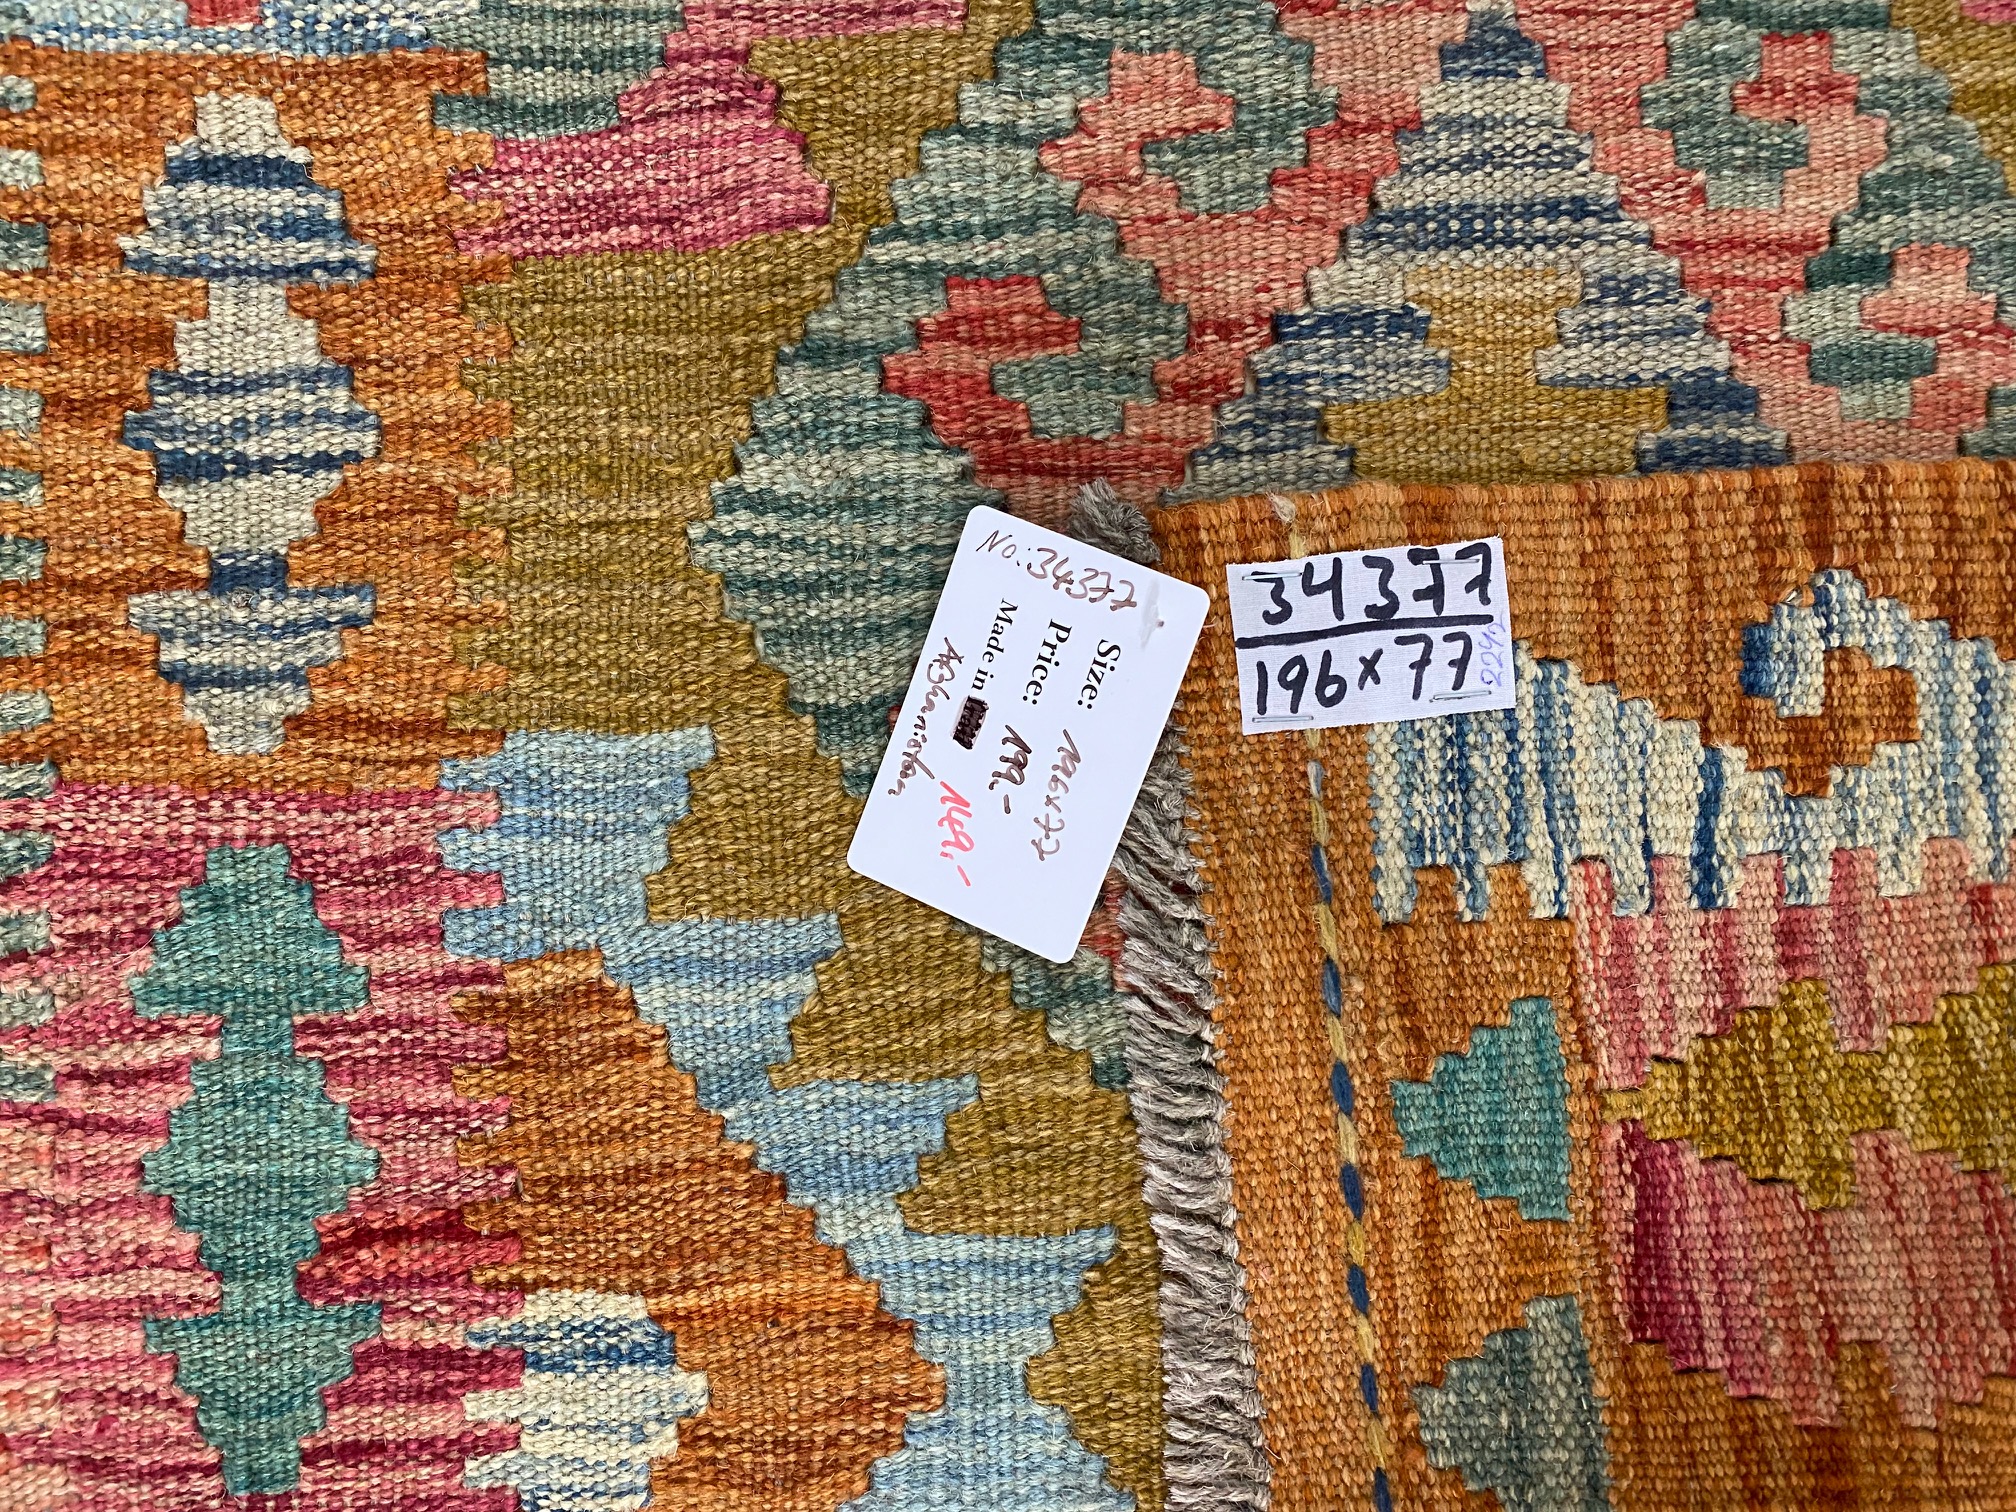 No.: 34377
Size: 196x77
Price: 199.-
Made in
Afghanistan
149.-
34377
196x77